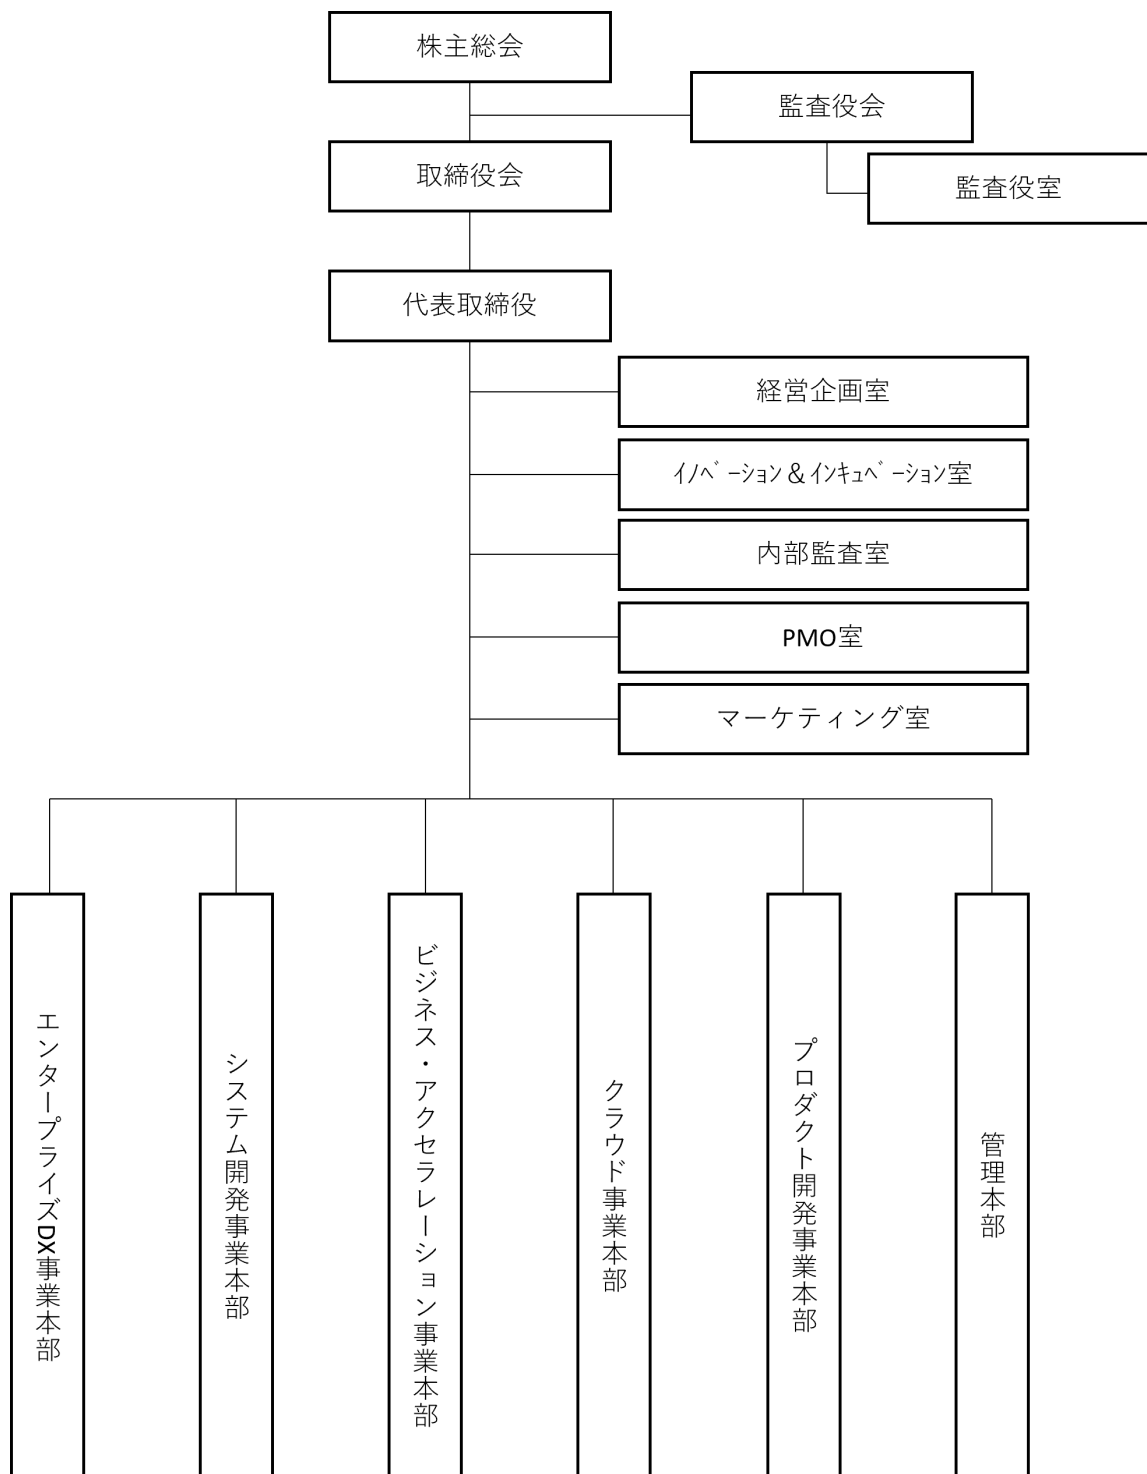 株主総会
監査役会
取締役会
監査役室
代表取締役
経営企画室
ｲﾉﾍﾞｰｼｮﾝ＆ｲﾝｷｭﾍﾞｰｼｮﾝ室
内部監査室
PMO室
マーケティング室
エンタープライズDX事業本部
システム開発事業本部
ビジネス・アクセラレーション事業本部
クラウド事業本部
プロダクト開発事業本部
管理本部